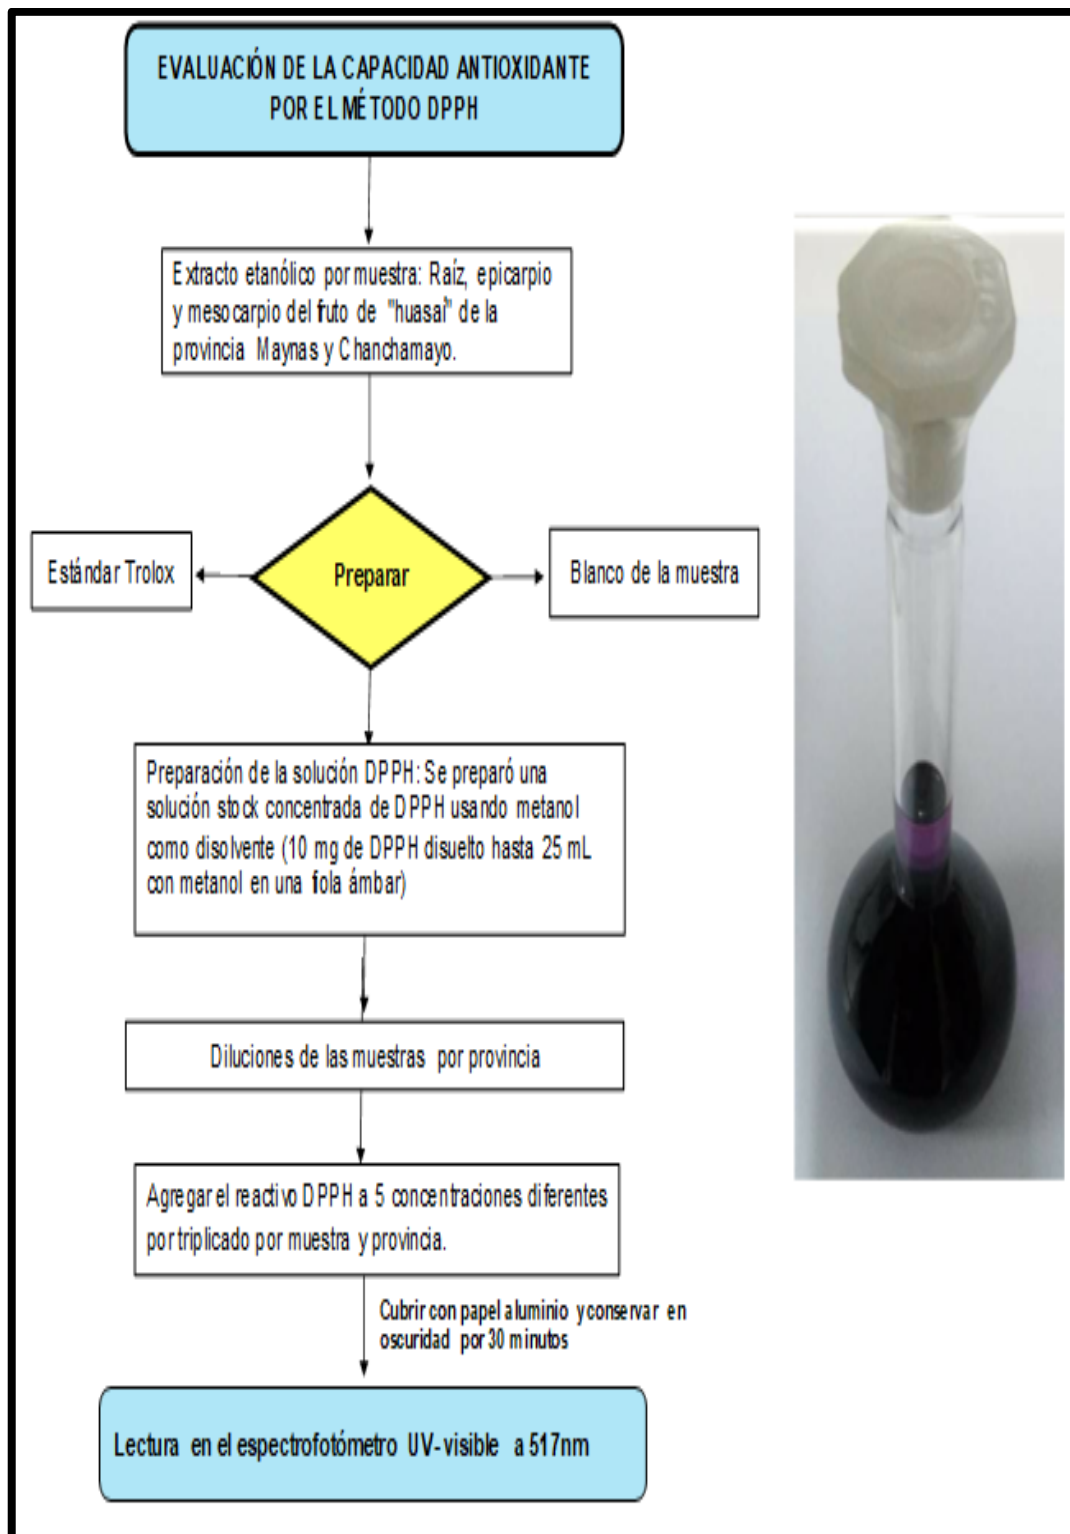 EVALUACIÓN DE LA CAPACIDAD ANTIOXIDANTE
POR EL MÉTODO DPPH
Extracto etanólico por muestra: Raíz, epicarpio
y mesocarpio del fruto de "huasaí" de la
provincia Maynas y Chanchamayo.
Estándar Trolox
Preparar
Blanco de la muestra
Preparación de la solución DPPH: Se preparó una
solución stock concentrada de DPPH usando metanol
como disolvente (10 mg de DPPH disuelto hasta 25 mL
con metanol en una fiola ámbar)
Diluciones de las muestras por provincia
Agregar el reactivo DPPH a 5 concentraciones diferentes
por triplicado por muestra y provincia.
Cubrir con papel aluminio y conservar en
oscuridad por 30 minutos
Lectura en el espectrofotómetro UV-visible a 517nm